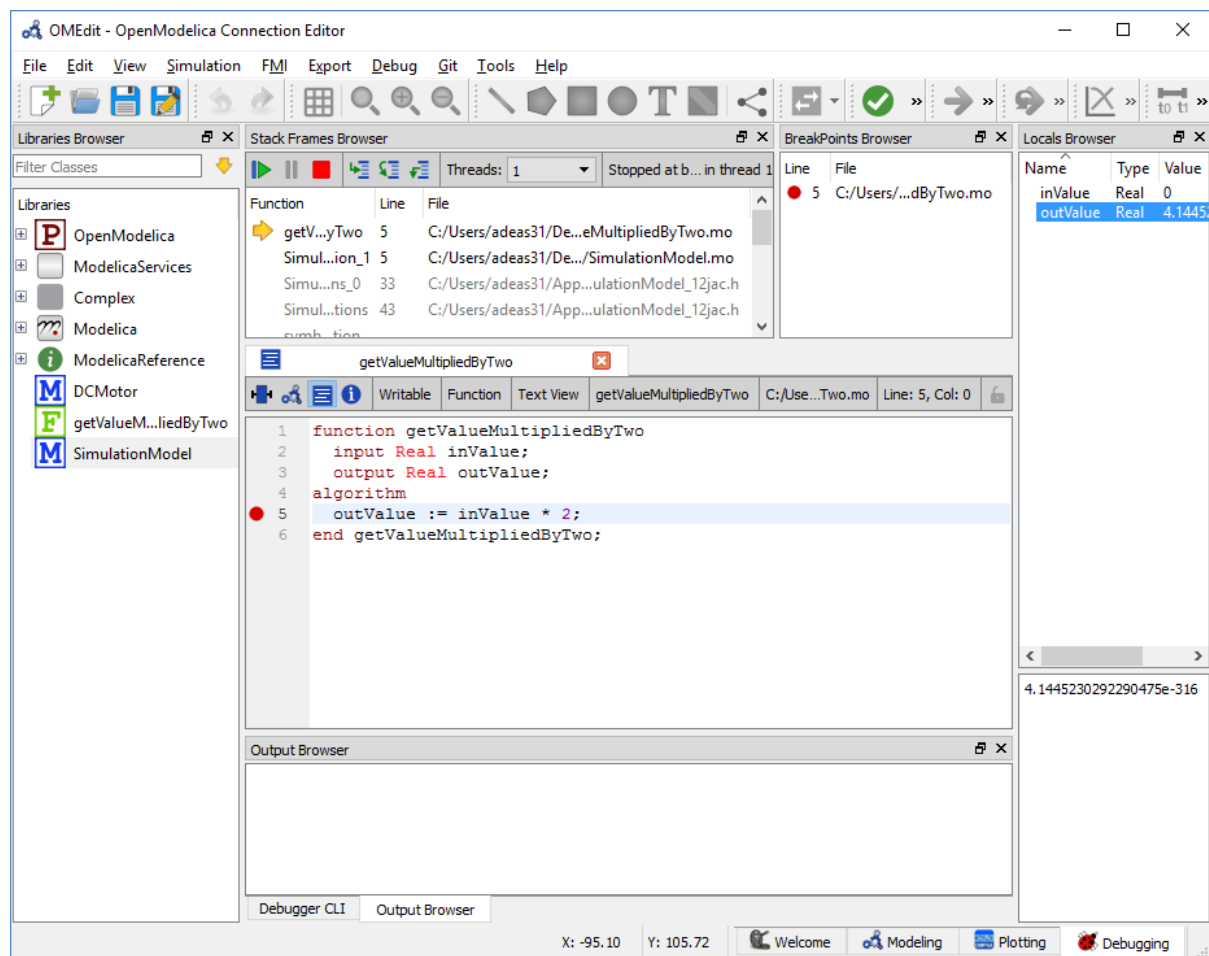 OMEdit - OpenModelica Connection Editor
File Edit View Simulation FMI Export Debug Git Tools Help
T » » » » t0 t1 »
Libraries Browser
Filter Classes
Libraries
P OpenModelica
ModelicaServices
Complex
Modelica
i ModelicaReference
M DCMotor
F getValueM...liedByTwo
M SimulationModel
Stack Frames Browser
Threads: 1 Stopped at b... in thread 1
Function Line File
getV...yTwo 5 C:/Users/adeas31/De...eMultipliedByTwo.mo
Simul...ion_1 5 C:/Users/adeas31/De.../SimulationModel.mo
Simu...ns_0 33 C:/Users/adeas31/App...ulationModel_12jac.h
Simul...tions 43 C:/Users/adeas31/App...ulationModel_12jac.h
BreakPoints Browser
Line File
5 C:/Users/...dByTwo.mo
Locals Browser
Name Type Value
inValue Real 0
outValue Real 4.1445
4.1445230292290475e-316
getValueMultipliedByTwo
Writable Function Text View getValueMultipliedByTwo C:/Use...Two.mo Line: 5, Col: 0
1 function getValueMultipliedByTwo
2 input Real inValue;
3 output Real outValue;
4 algorithm
5 outValue := inValue * 2;
6 end getValueMultipliedByTwo;
Output Browser
Debugger CLI Output Browser
X: -95.10 Y: 105.72 Welcome Modeling Plotting Debugging